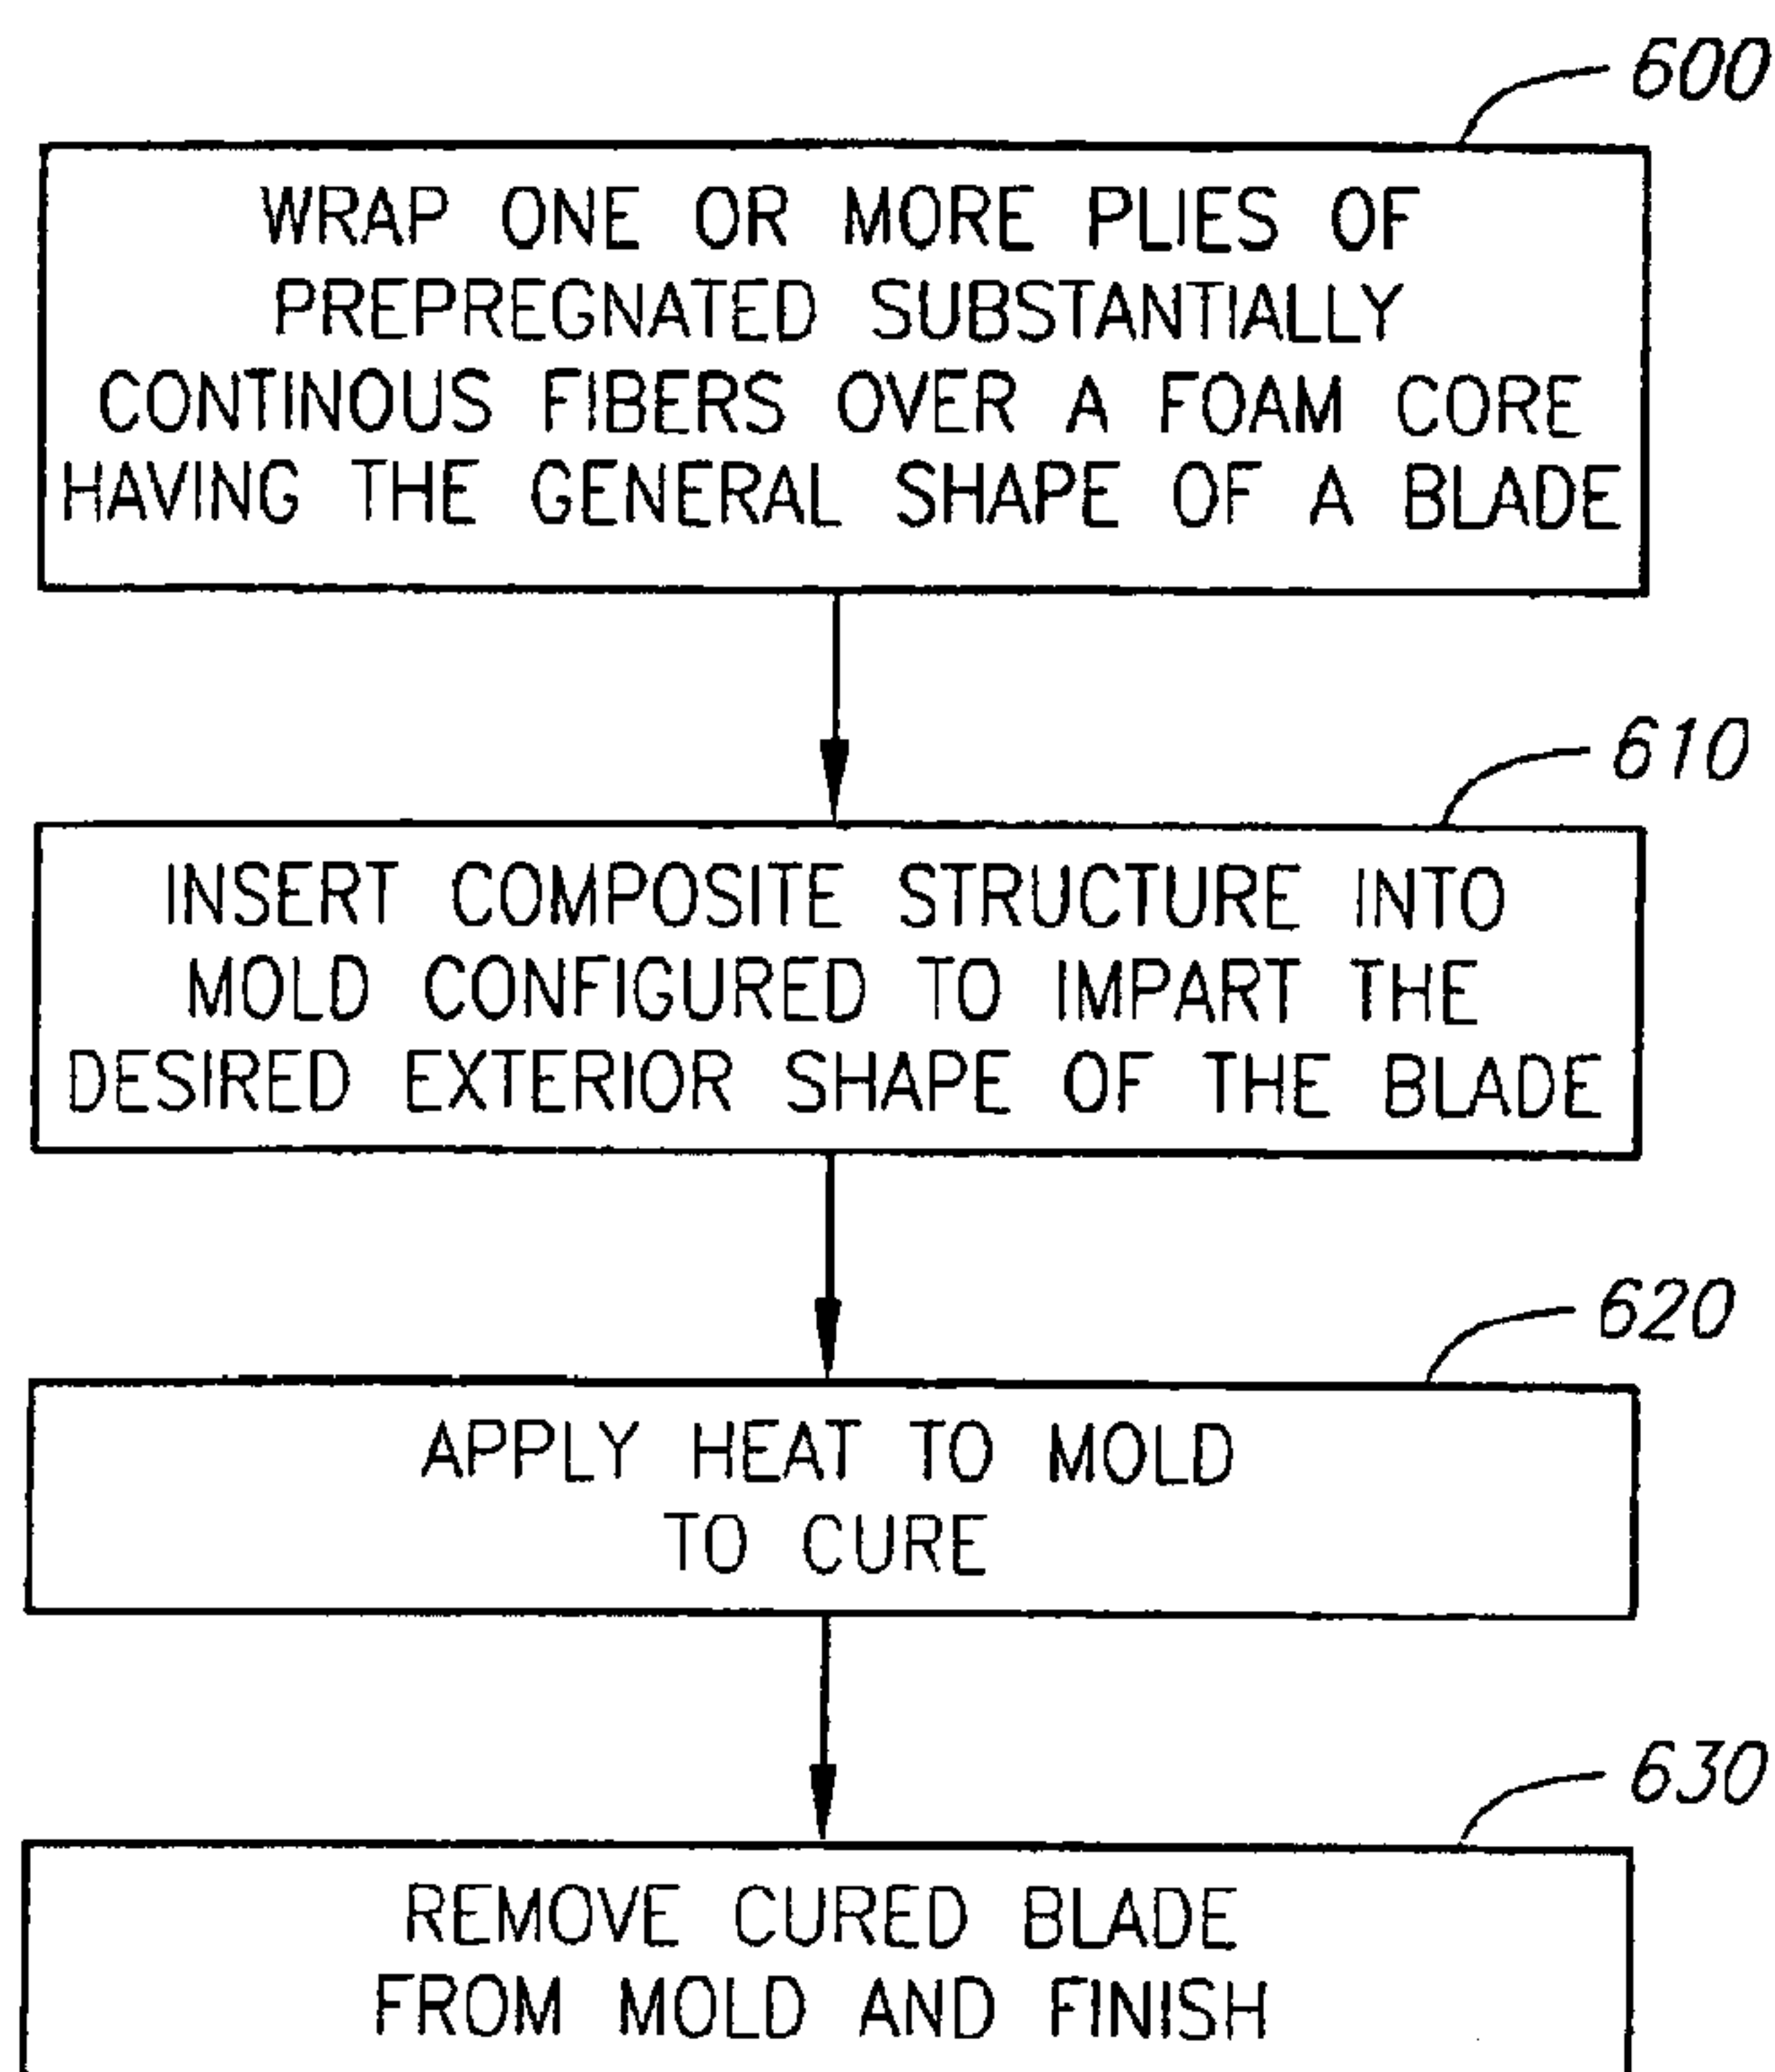 600
WRAP ONE OR MORE PLIES OF
PREPREGNATED SUBSTANTIALLY
CONTINOUS FIBERS OVER A FOAM CORE
HAVING THE GENERAL SHAPE OF A BLADE
610
INSERT COMPOSITE STRUCTURE INTO
MOLD CONFIGURED TO IMPART THE
DESIRED EXTERIOR SHAPE OF THE BLADE
620
APPLY HEAT TO MOLD
TO CURE
630
REMOVE CURED BLADE
FROM MOLD AND FINISH